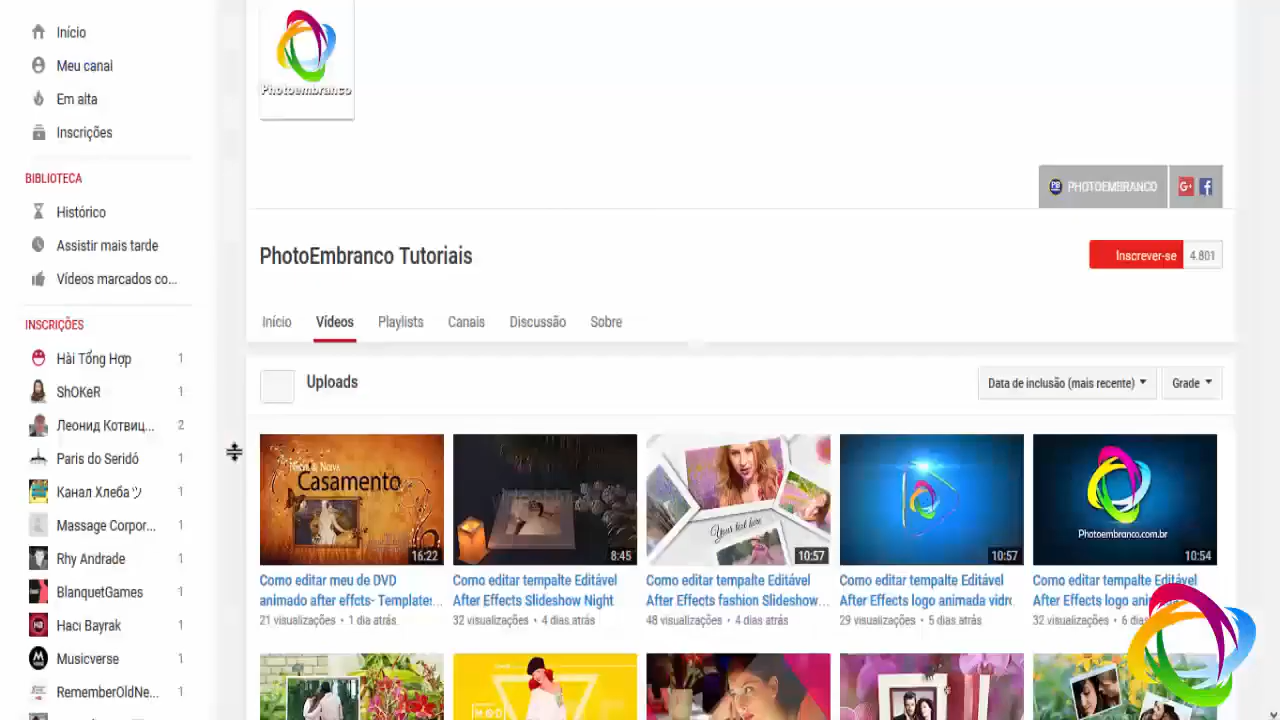 Início
Meu canal
Em alta
Inscrições
BIBLIOTECA
Histórico
Assistir mais tarde
Vídeos marcados co...
INSCRIÇÕES
Hài Tổng Hợp 1
ShOKeR 1
Леонид Котвиц... 2
Paris do Seridó 1
Канал Хлеба ツ 1
Massage Corpor... 1
Rhy Andrade 1
BlanquetGames 1
Hacı Bayrak 1
Musicverse 1
RememberOldNe... 1
Photoembranco
PHOTOEMBRANCO
PhotoEmbranco Tutoriais
Inscrever-se 4.801
Início Vídeos Playlists Canais Discussão Sobre
Uploads
Data de inclusão (mais recente) Grade
Casamento
16:22
8:45
Your text here
10:57
10:57
Photoembranco.com.br
10:54
Como editar meu de DVD
animado after effcts- Templates...
21 visualizações • 1 dia atrás
Como editar tempalte Editável
After Effects Slideshow Night
32 visualizações • 4 dias atrás
Como editar tempalte Editável
After Effects fashion Slideshow...
48 visualizações • 4 dias atrás
Como editar tempalte Editável
After Effects logo animada vidro
29 visualizações • 5 dias atrás
Como editar tempalte Editável
After Effects logo
32 visualizações • 6